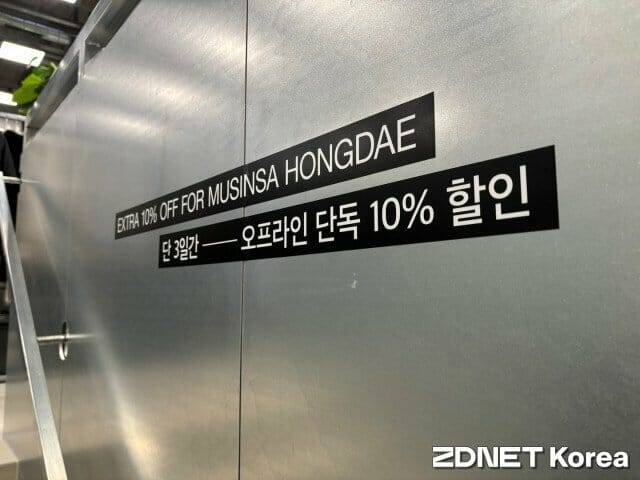 EXTRA 10% OFF FOR MUSINSA HONGDAE
단 3일간 —— 오프라인 단독 10% 할인
ZDNET Korea